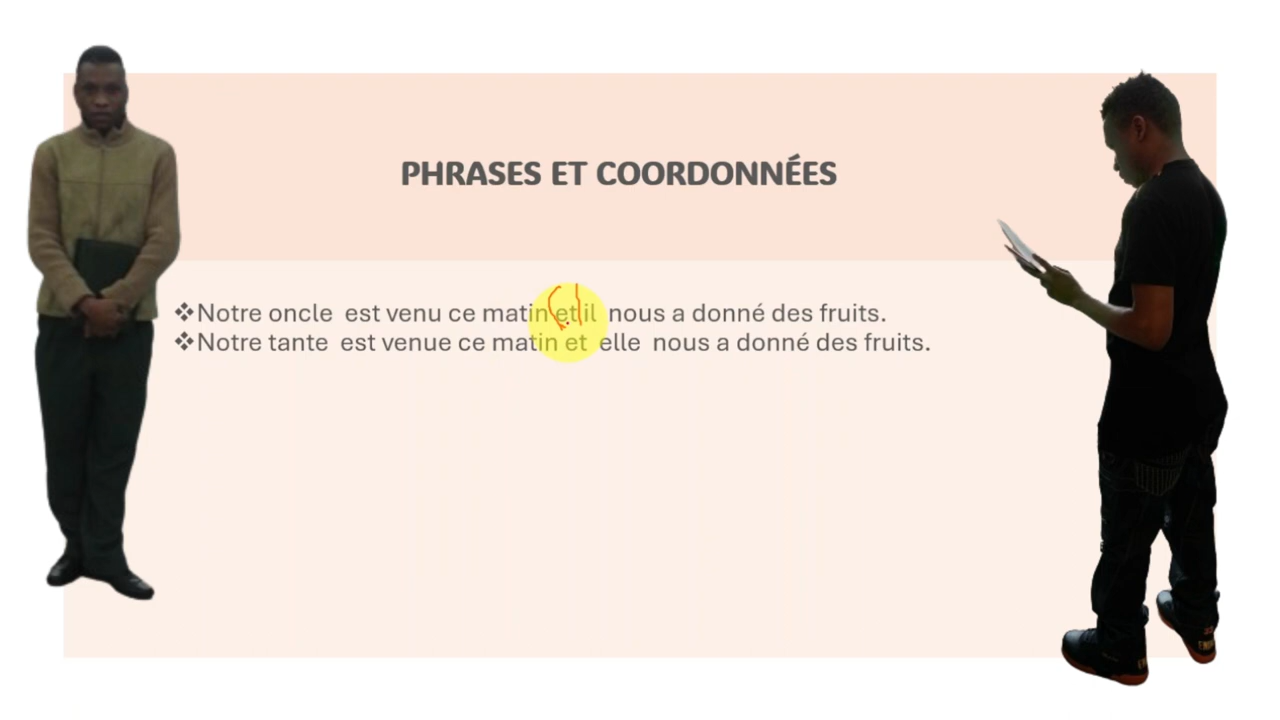 PHRASES ET COORDONNÉES
❖Notre oncle est venu ce matin et il nous a donné des fruits.
❖Notre tante est venue ce matin et elle nous a donné des fruits.